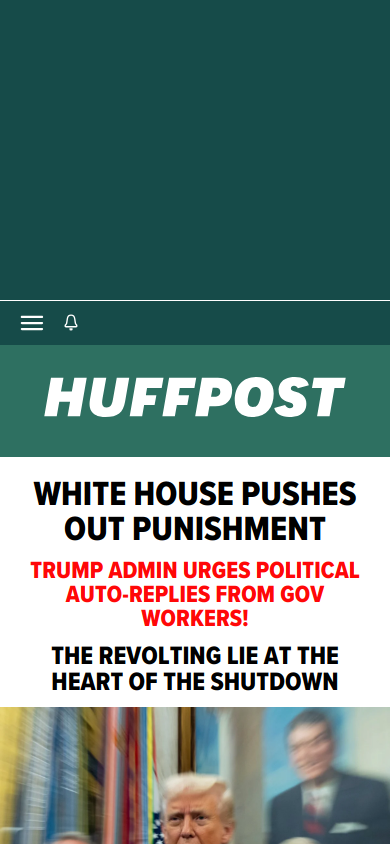 HUFFPOST
WHITE HOUSE PUSHES
OUT PUNISHMENT
TRUMP ADMIN URGES POLITICAL
AUTO-REPLIES FROM GOV
WORKERS!
THE REVOLTING LIE AT THE
HEART OF THE SHUTDOWN